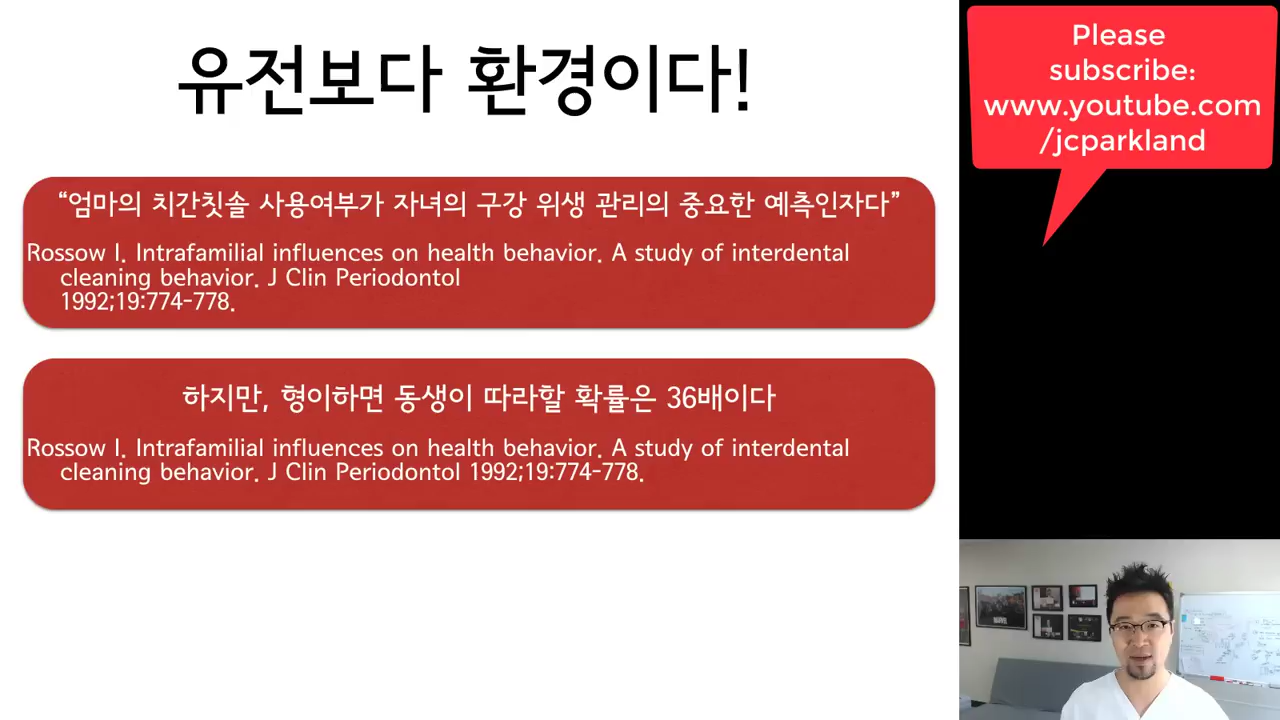 유전보다 환경이다!
“엄마의 치간칫솔 사용여부가 자녀의 구강 위생 관리의 중요한 예측인자다”
Rossow I. Intrafamilial influences on health behavior. A study of interdental
cleaning behavior. J Clin Periodontol
1992;19:774-778.
하지만, 형이하면 동생이 따라할 확률은 36배이다
Rossow I. Intrafamilial influences on health behavior. A study of interdental
cleaning behavior. J Clin Periodontol 1992;19:774-778.
Please
subscribe:
www.youtube.com
/jcparkland